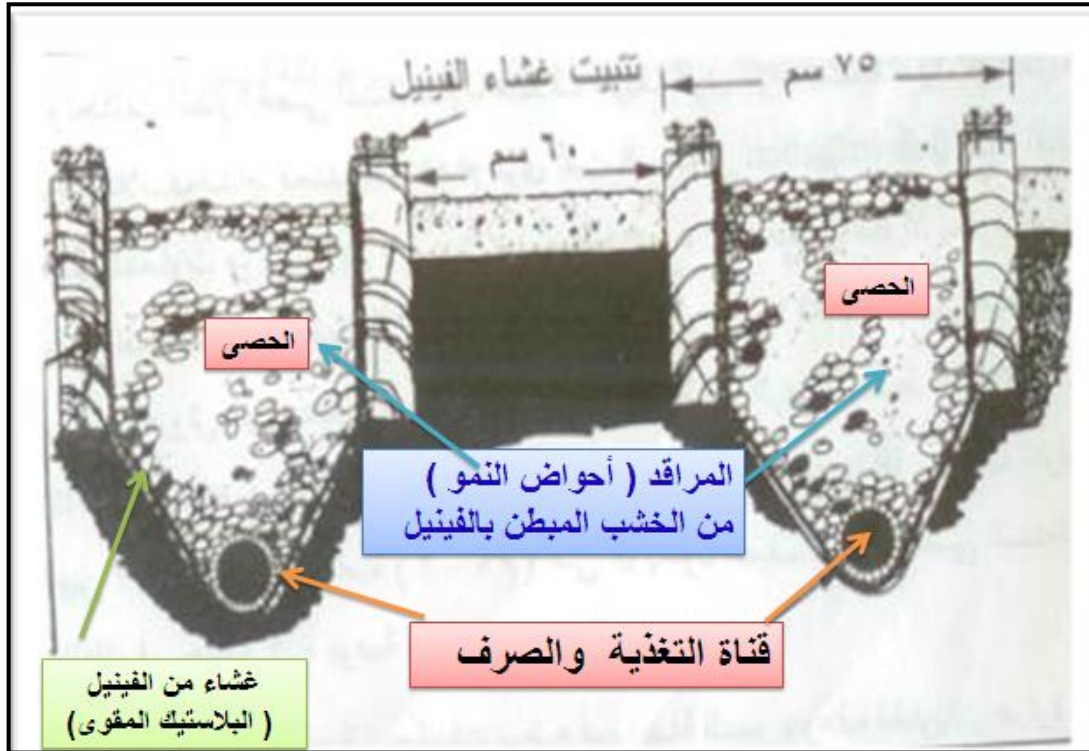 ٧٥ سم
تثبيت غشاء الفينيل
٦٠ سم
الحصى
الحصى
المراقد ( أحواض النمو )
من الخشب المبطن بالفينيل
قناة التغذية والصرف
غشاء من الفينيل
( البلاستيك المقوى)